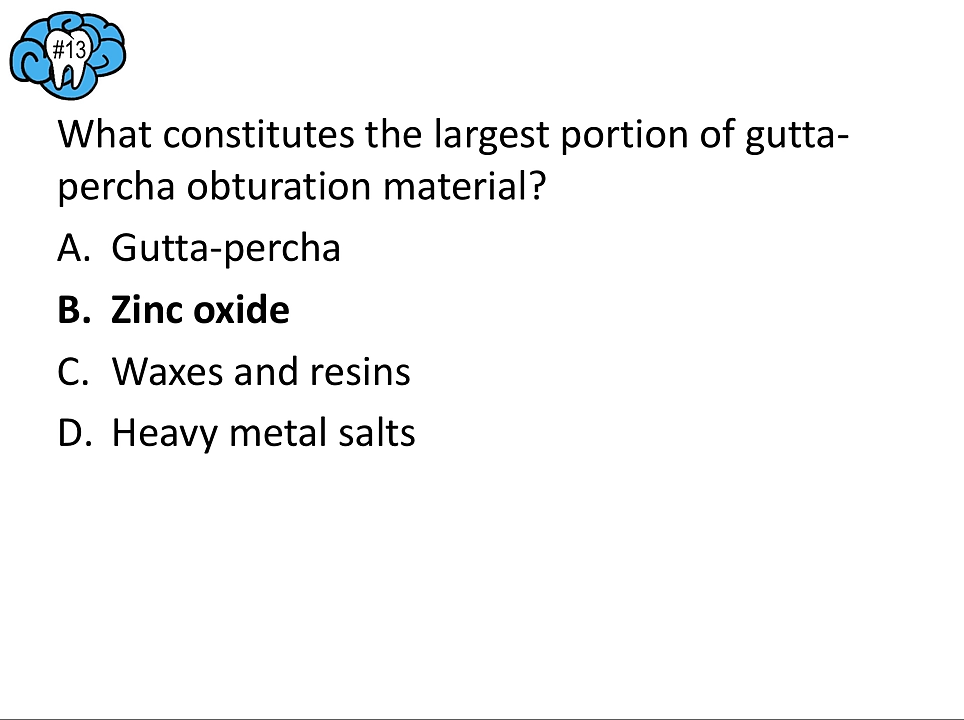 #13
What constitutes the largest portion of gutta-
percha obturation material?
A. Gutta-percha
B. Zinc oxide
C. Waxes and resins
D. Heavy metal salts